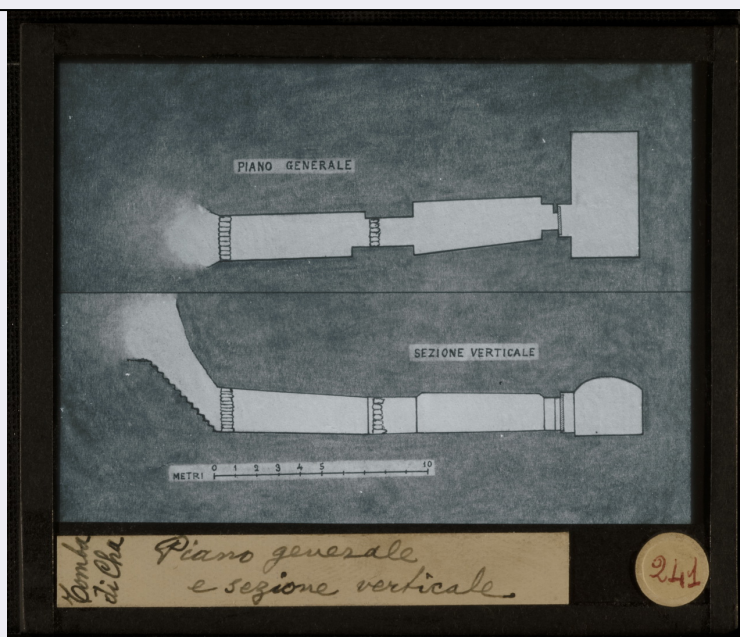 PIANO GENERALE
SEZIONE VERTICALE
METRI 0 1 2 3 4 5 10
Tomba
di Cha
Piano generale
e sezione verticale
241